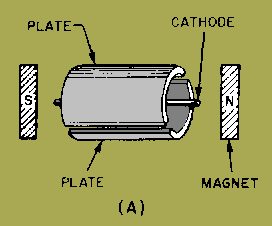 CATHODE
PLATE
S
N
PLATE
MAGNET
(A)